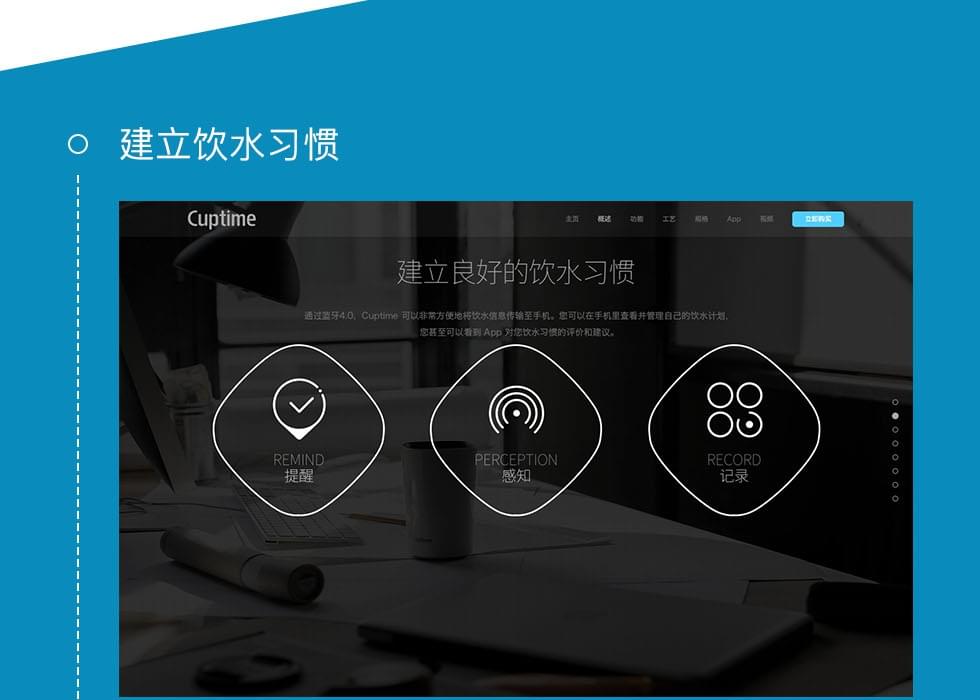 建立饮水习惯
Cuptime
主页 概述 功能 工艺 规格 App 视频 立即购买
建立良好的饮水习惯
通过蓝牙4.0，Cuptime 可以非常方便地将饮水信息传输至手机。您可以在手机里查看并管理自己的饮水计划，
您甚至可以看到 App 对您饮水习惯的评价和建议。
REMIND PERCEPTION RECORD
提醒 感知 记录